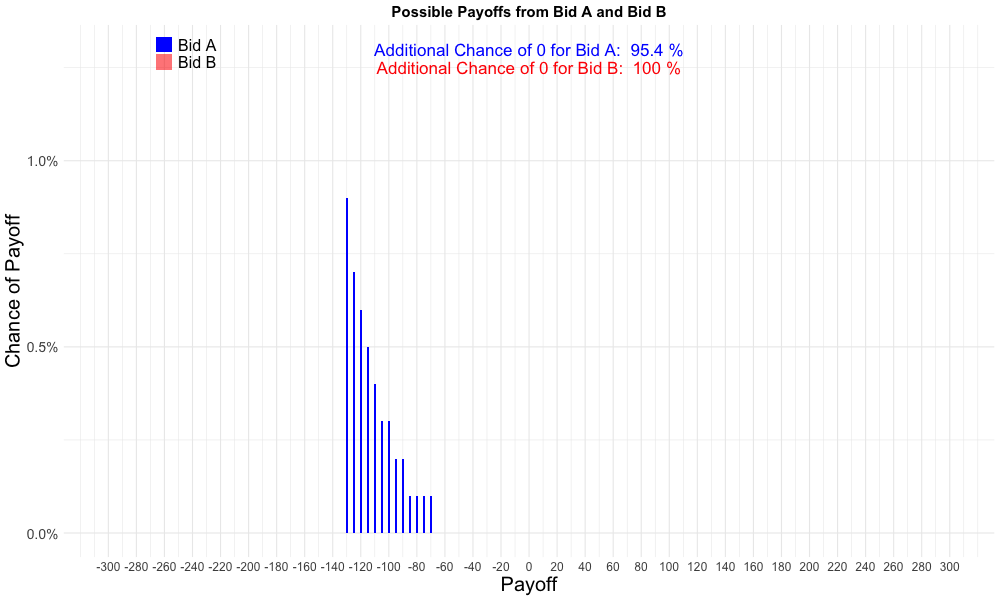 Possible Payoffs from Bid A and Bid B
Bid A
Bid B
Additional Chance of 0 for Bid A:  95.4 %
Additional Chance of 0 for Bid B:  100 %
Chance of Payoff
1.0%
0.5%
0.0%
-300 -280 -260 -240 -220 -200 -180 -160 -140 -120 -100 -80 -60 -40 -20 0 20 40 60 80 100 120 140 160 180 200 220 240 260 280 300
Payoff